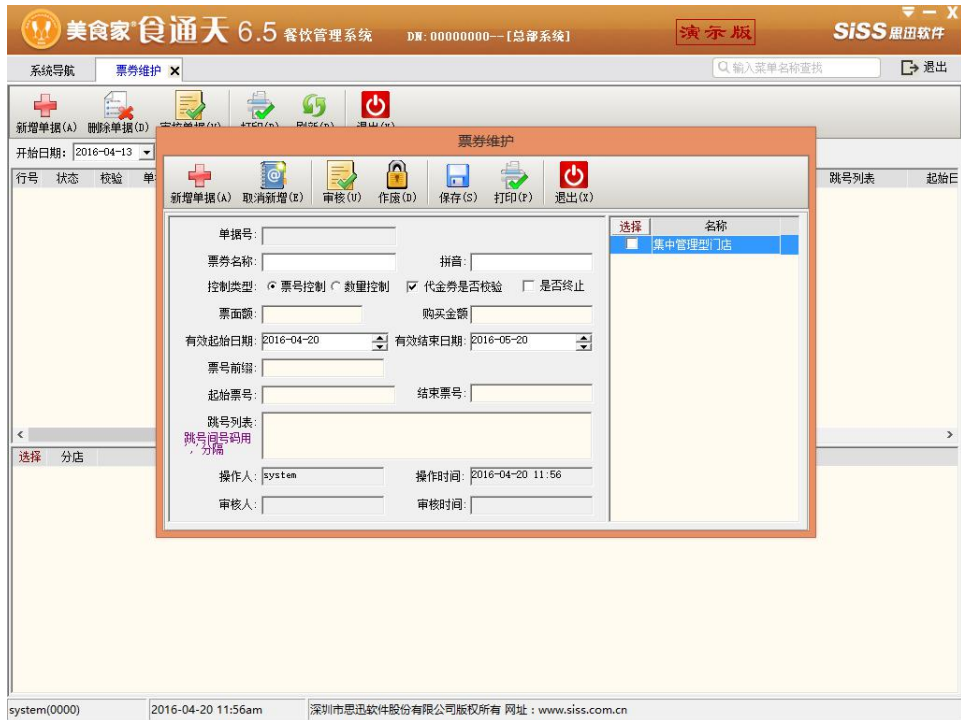 美食家®食通天 6.5 餐饮管理系统 DN:00000000--[总部系统] 演示版 SiSS 思迅软件
系统导航 票券维护 输入菜单名称查找 退出
新增单据(A) 删除单据(D) 审核单据(V) 打印(P) 刷新(R) 退出(X)
票券维护
开始日期: 2016-04-13
行号 状态 校验 单 跳号列表 起始日
新增单据(A) 取消新增(E) 审核(V) 作废(D) 保存(S) 打印(P) 退出(X)
选择 名称
集中管理型门店
单据号:
票券名称: 拼音:
控制类型: 票号控制 数量控制 代金券是否校验 是否终止
票面额: 购买金额
有效起始日期: 2016-04-20 有效结束日期: 2016-05-20
票号前缀:
起始票号: 结束票号:
跳号列表:
跳号间号码用
','分隔
操作人: system 操作时间: 2016-04-20 11:56
审核人: 审核时间:
选择 分店
system(0000) 2016-04-20 11:56am 深圳市思迅软件股份有限公司版权所有 网址：www.siss.com.cn